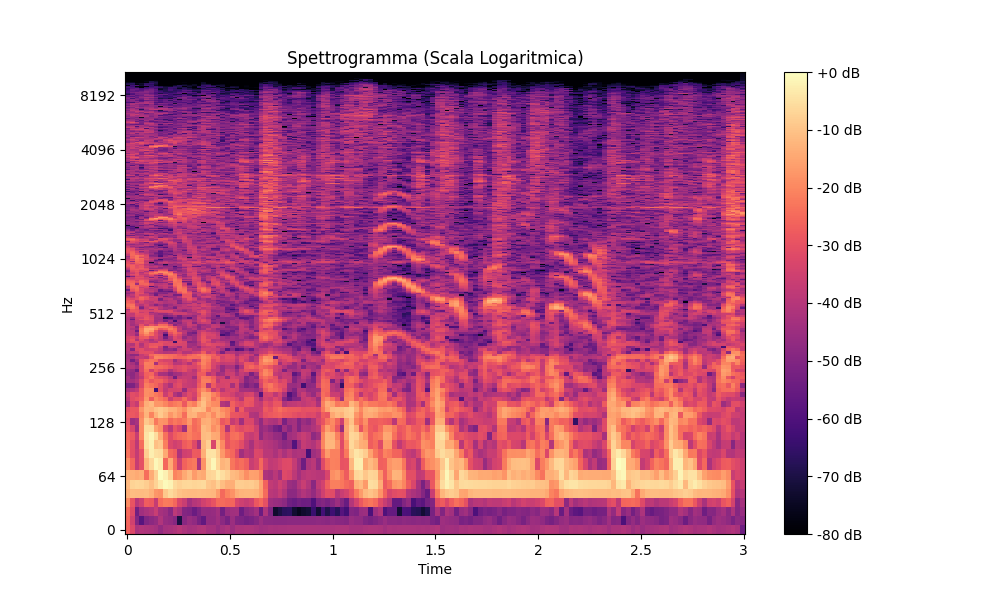 Spettrogramma (Scala Logaritmica)
8192
4096
2048
1024
512
256
128
64
0
Hz
0
0.5
1
1.5
2
2.5
3
Time
+0 dB
-10 dB
-20 dB
-30 dB
-40 dB
-50 dB
-60 dB
-70 dB
-80 dB